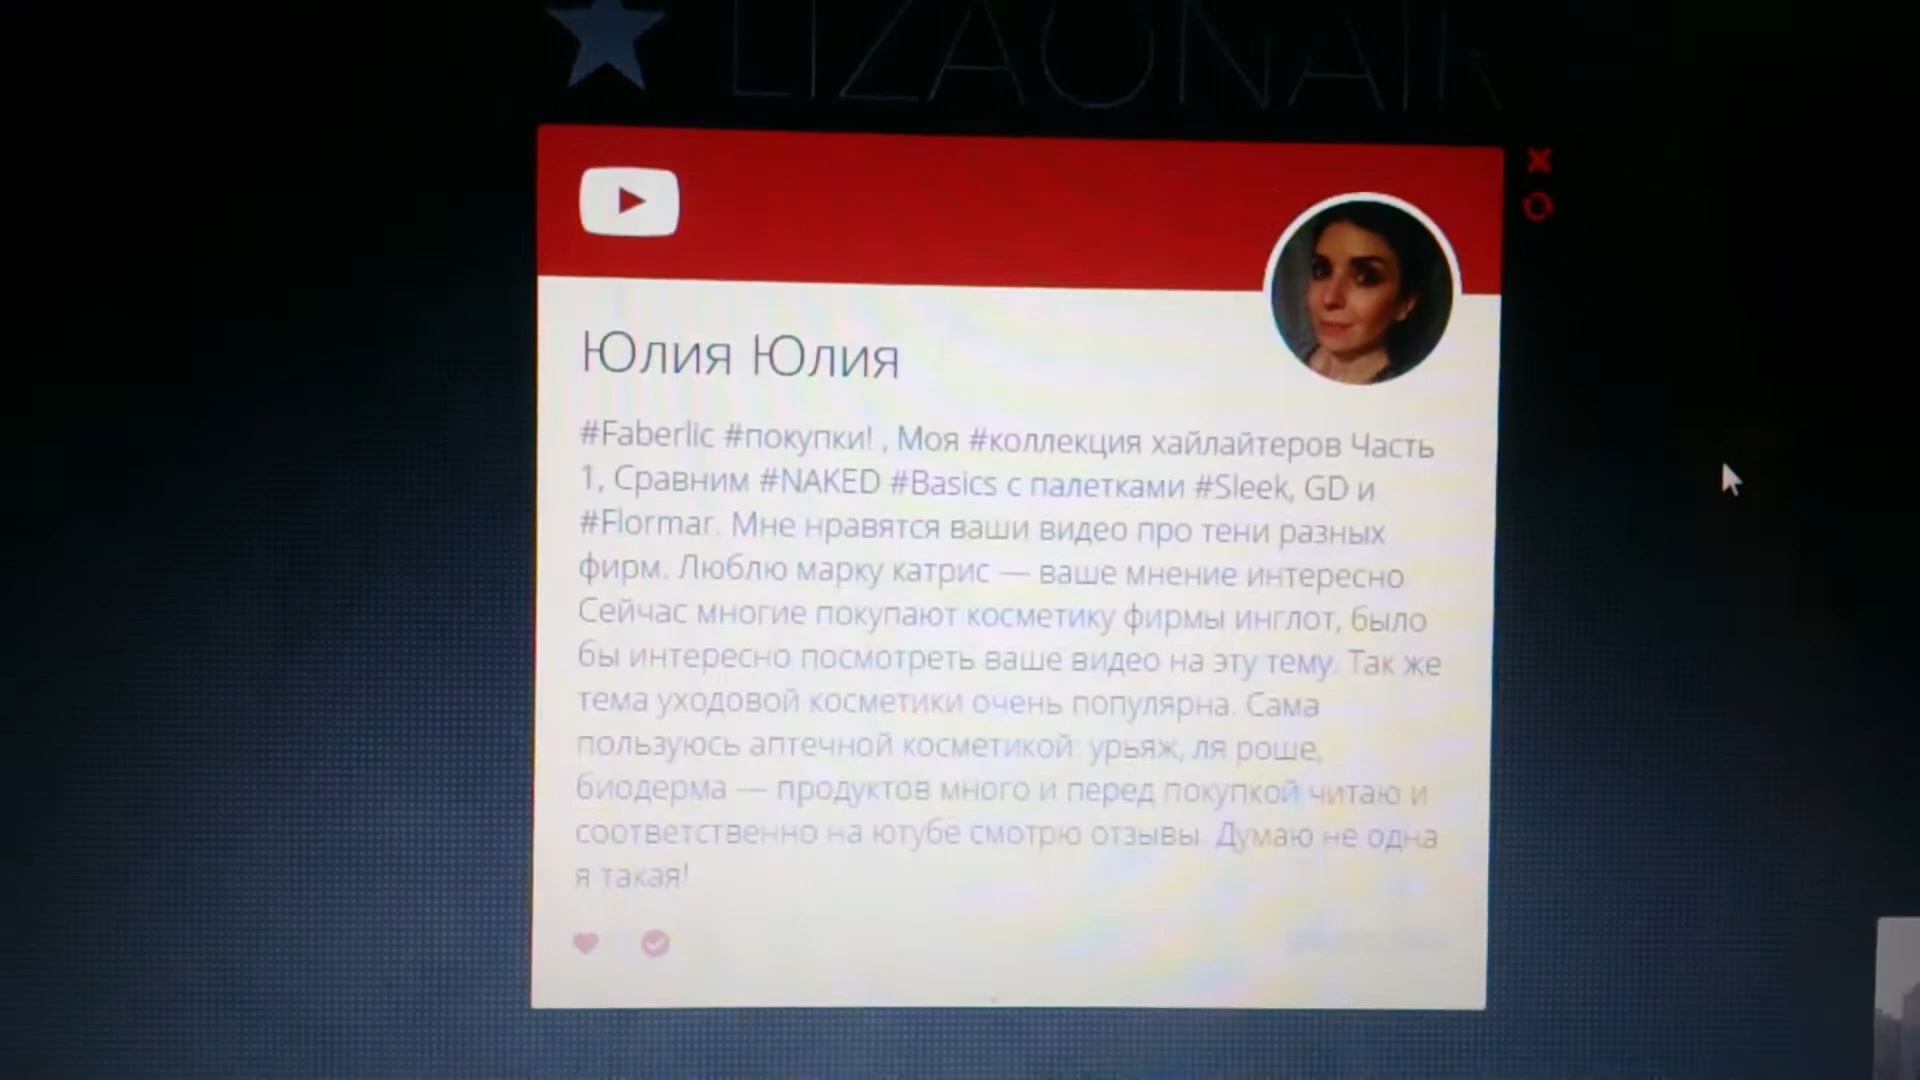 LIZAONAIR
Юлия Юлия
#Faberlic #покупки! , Моя #коллекция хайлайтеров Часть
1, Сравним #NAKED #Basics с палетками #Sleek, GD и
#Flormar. Мне нравятся ваши видео про тени разных
фирм. Люблю марку катрис — ваше мнение интересно
Сейчас многие покупают косметику фирмы инглот, было
бы интересно посмотреть ваше видео на эту тему. Так же
тема уходовой косметики очень популярна. Сама
пользуюсь аптечной косметикой: урьяж, ля роше,
биодерма — продуктов много и перед покупкой читаю и
соответственно на ютубе смотрю отзывы. Думаю не одна
я такая!